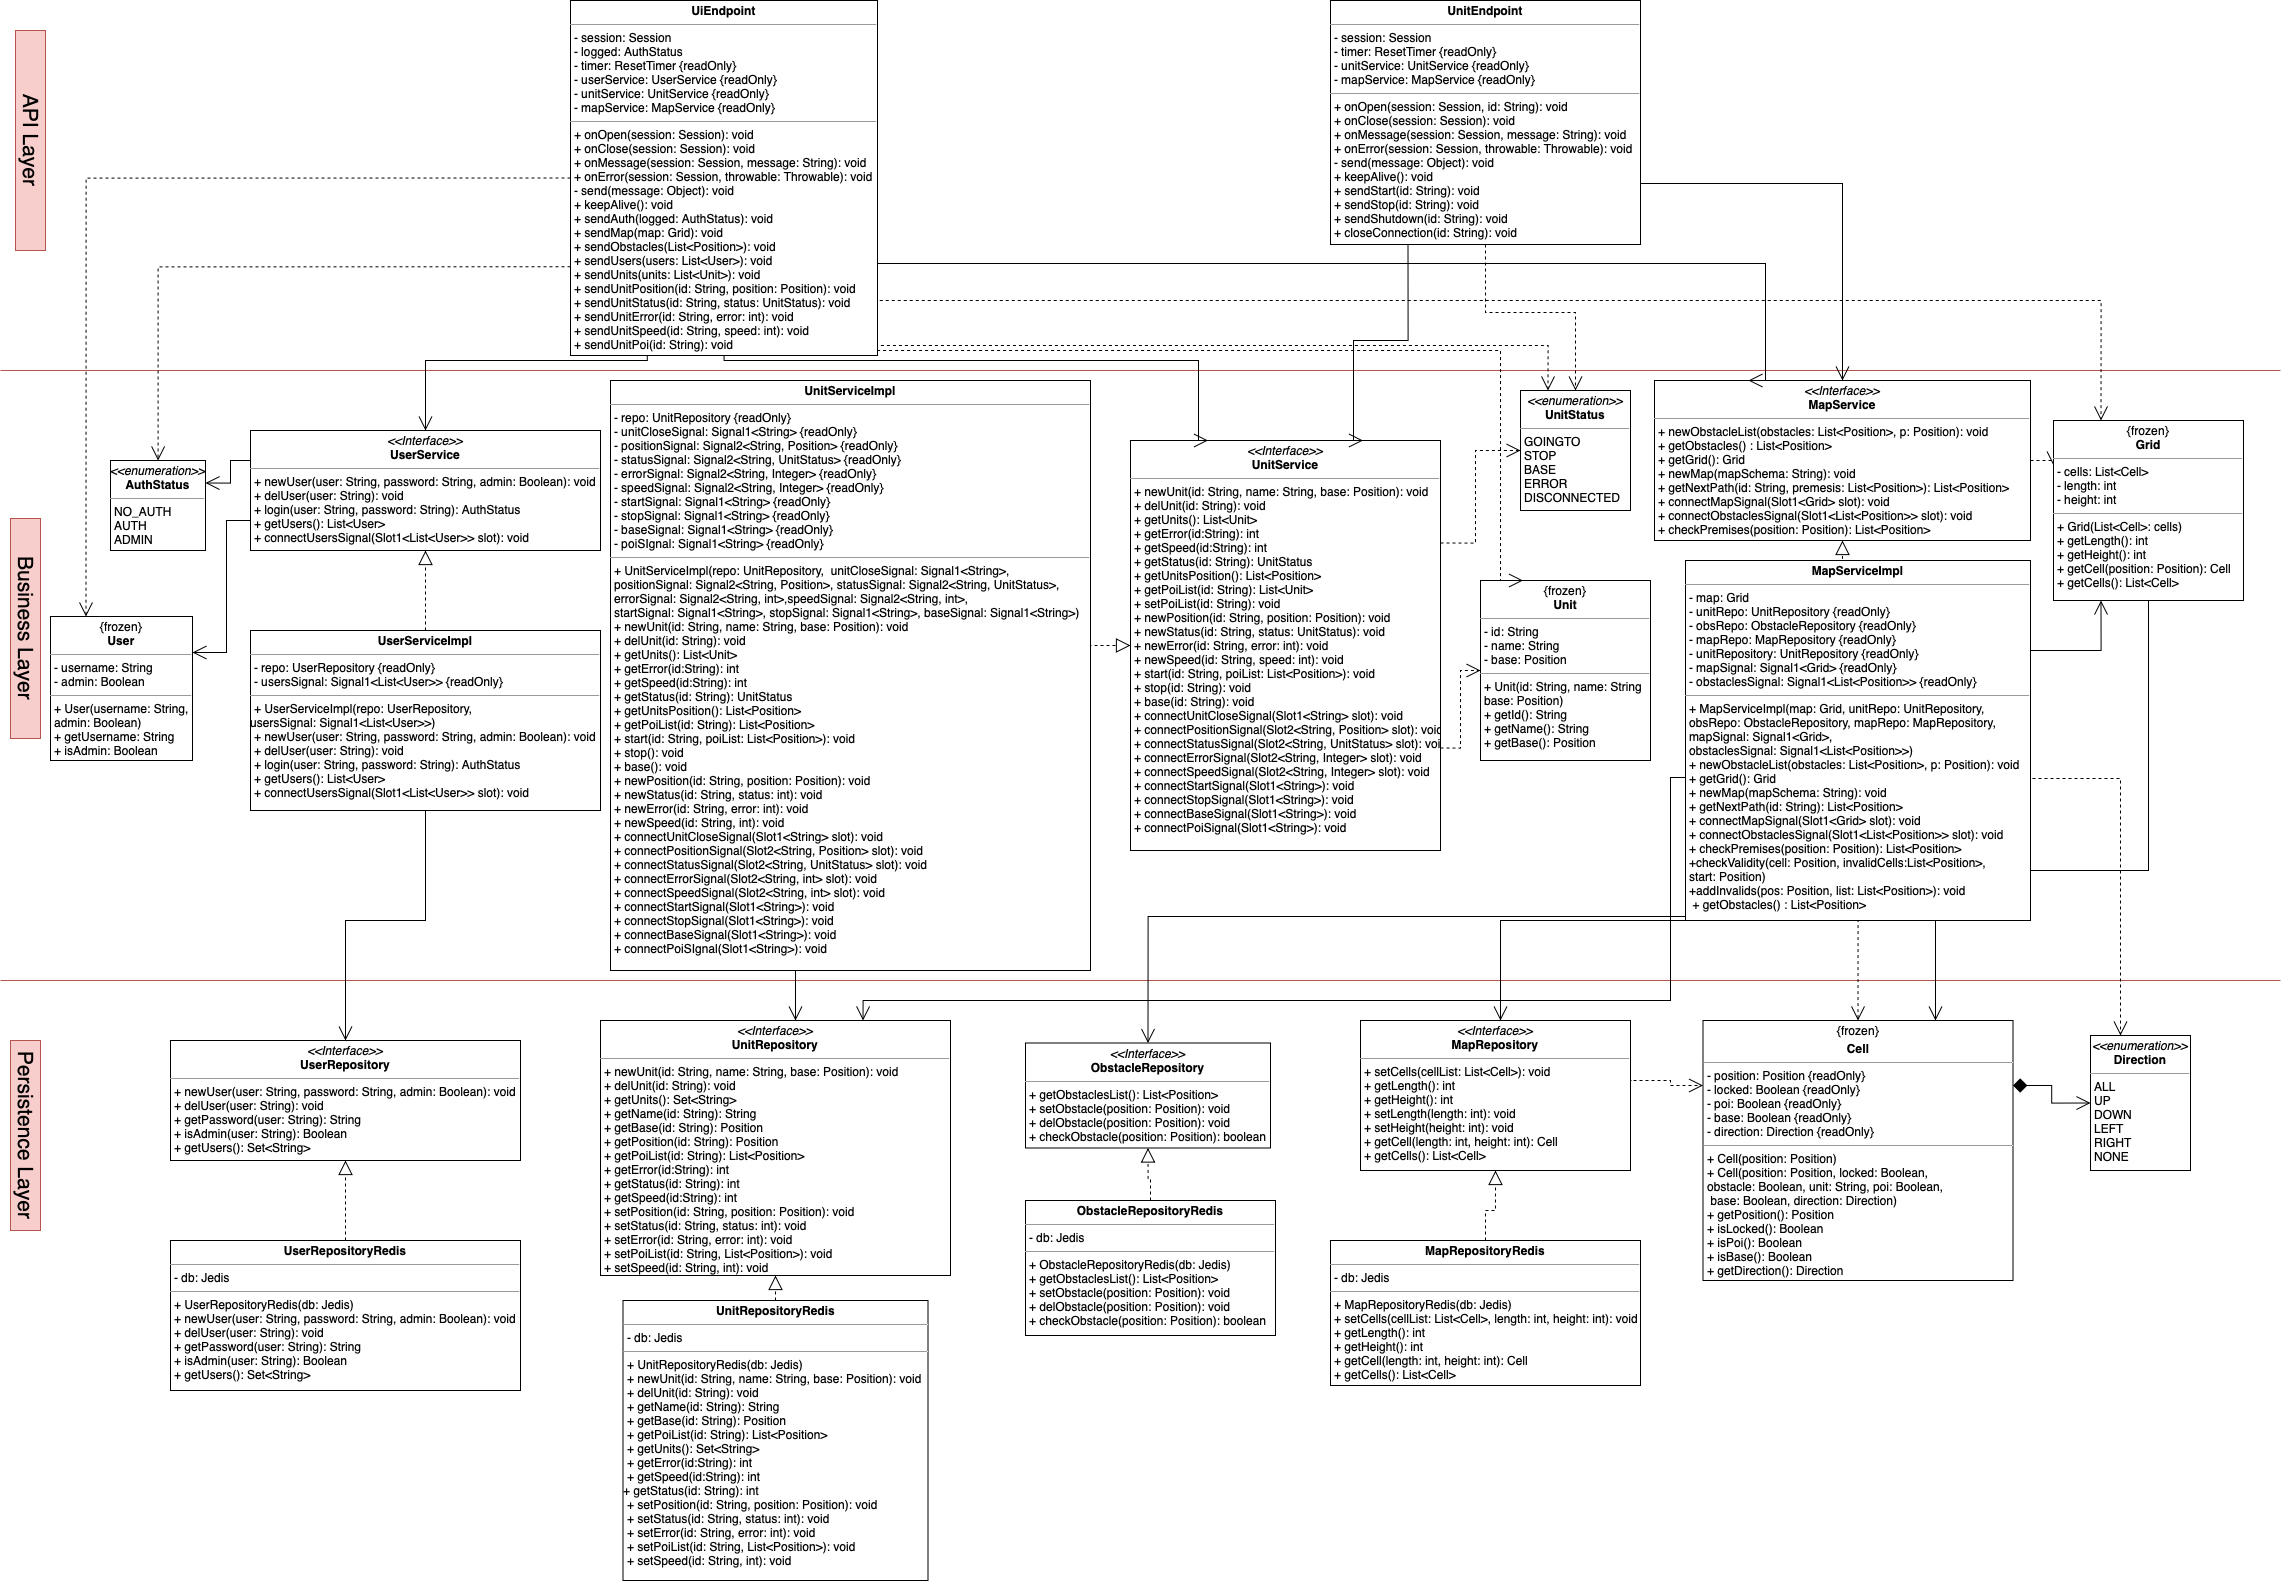 API Layer
UiEndpoint
- session: Session
- logged: AuthStatus
- timer: ResetTimer {readOnly}
- userService: UserService {readOnly}
- unitService: UnitService {readOnly}
- mapService: MapService {readOnly}
+ onOpen(session: Session): void
+ onClose(session: Session): void
+ onMessage(session: Session, message: String): void
+ onError(session: Session, throwable: Throwable): void
- send(message: Object): void
+ keepAlive(): void
+ sendAuth(logged: AuthStatus): void
+ sendMap(map: Grid): void
+ sendObstacles(List<Position>): void
+ sendUsers(users: List<User>): void
+ sendUnits(units: List<Unit>): void
+ sendUnitPosition(id: String, position: Position): void
+ sendUnitStatus(id: String, status: UnitStatus): void
+ sendUnitError(id: String, error: int): void
+ sendUnitSpeed(id: String, speed: int): void
+ sendUnitPoi(id: String): void
UnitEndpoint
- session: Session
- timer: ResetTimer {readOnly}
- unitService: UnitService {readOnly}
- mapService: MapService {readOnly}
+ onOpen(session: Session, id: String): void
+ onClose(session: Session): void
+ onMessage(session: Session, message: String): void
+ onError(session: Session, throwable: Throwable): void
- send(message: Object): void
+ keepAlive(): void
+ sendStart(id: String): void
+ sendStop(id: String): void
+ sendShutdown(id: String): void
+ closeConnection(id: String): void
Business Layer
<<enumeration>>
AuthStatus
NO_AUTH
AUTH
ADMIN
{frozen}
User
- username: String
- admin: Boolean
+ User(username: String,
admin: Boolean)
+ getUsername: String
+ isAdmin: Boolean
<<Interface>>
UserService
+ newUser(user: String, password: String, admin: Boolean): void
+ delUser(user: String): void
+ login(user: String, password: String): AuthStatus
+ getUsers(): List<User>
+ connectUsersSignal(Slot1<List<User>> slot): void
UserServiceImpl
- repo: UserRepository {readOnly}
- usersSignal: Signal1<List<User>> {readOnly}
+ UserServiceImpl(repo: UserRepository,
usersSignal: Signal1<List<User>>)
+ newUser(user: String, password: String, admin: Boolean): void
+ delUser(user: String): void
+ login(user: String, password: String): AuthStatus
+ getUsers(): List<User>
+ connectUsersSignal(Slot1<List<User>> slot): void
UnitServiceImpl
- repo: UnitRepository {readOnly}
- unitCloseSignal: Signal1<String> {readOnly}
- positionSignal: Signal2<String, Position> {readOnly}
- statusSignal: Signal2<String, UnitStatus> {readOnly}
- errorSignal: Signal2<String, Integer> {readOnly}
- speedSignal: Signal2<String, Integer> {readOnly}
- startSignal: Signal1<String> {readOnly}
- stopSignal: Signal1<String> {readOnly}
- baseSignal: Signal1<String> {readOnly}
- poiSIgnal: Signal1<String> {readOnly}
+ UnitServiceImpl(repo: UnitRepository,  unitCloseSignal: Signal1<String>,
positionSignal: Signal2<String, Position>, statusSignal: Signal2<String, UnitStatus>,
errorSignal: Signal2<String, int>,speedSignal: Signal2<String, int>,
startSignal: Signal1<String>, stopSignal: Signal1<String>, baseSignal: Signal1<String>)
+ newUnit(id: String, name: String, base: Position): void
+ delUnit(id: String): void
+ getUnits(): List<Unit>
+ getError(id:String): int
+ getSpeed(id:String): int
+ getStatus(id: String): UnitStatus
+ getUnitsPosition(): List<Position>
+ getPoiList(id: String): List<Position>
+ start(id: String, poiList: List<Position>): void
+ stop(): void
+ base(): void
+ newPosition(id: String, position: Position): void
+ newStatus(id: String, status: int): void
+ newError(id: String, error: int): void
+ newSpeed(id: String, int): void
+ connectUnitCloseSignal(Slot1<String> slot): void
+ connectPositionSignal(Slot2<String, Position> slot): void
+ connectStatusSignal(Slot2<String, UnitStatus> slot): void
+ connectErrorSignal(Slot2<String, int> slot): void
+ connectSpeedSignal(Slot2<String, int> slot): void
+ connectStartSignal(Slot1<String>): void
+ connectStopSignal(Slot1<String>): void
+ connectBaseSignal(Slot1<String>): void
+ connectPoiSIgnal(Slot1<String>): void
<<Interface>>
UnitService
+ newUnit(id: String, name: String, base: Position): void
+ delUnit(id: String): void
+ getUnits(): List<Unit>
+ getError(id:String): int
+ getSpeed(id:String): int
+ getStatus(id: String): UnitStatus
+ getUnitsPosition(): List<Position>
+ getPoiList(id: String): List<Unit>
+ setPoiList(id: String): void
+ newPosition(id: String, position: Position): void
+ newStatus(id: String, status: UnitStatus): void
+ newError(id: String, error: int): void
+ newSpeed(id: String, speed: int): void
+ start(id: String, poiList: List<Position>): void
+ stop(id: String): void
+ base(id: String): void
+ connectUnitCloseSignal(Slot1<String> slot): void
+ connectPositionSignal(Slot2<String, Position> slot): void
+ connectStatusSignal(Slot2<String, UnitStatus> slot): void
+ connectErrorSignal(Slot2<String, Integer> slot): void
+ connectSpeedSignal(Slot2<String, Integer> slot): void
+ connectStartSignal(Slot1<String>): void
+ connectStopSignal(Slot1<String>): void
+ connectBaseSignal(Slot1<String>): void
+ connectPoiSignal(Slot1<String>): void
<<enumeration>>
UnitStatus
GOINGTO
STOP
BASE
ERROR
DISCONNECTED
{frozen}
Unit
- id: String
- name: String
- base: Position
+ Unit(id: String, name: String
base: Position)
+ getId(): String
+ getName(): String
+ getBase(): Position
<<Interface>>
MapService
+ newObstacleList(obstacles: List<Position>, p: Position): void
+ getObstacles() : List<Position>
+ getGrid(): Grid
+ newMap(mapSchema: String): void
+ getNextPath(id: String, premesis: List<Position>): List<Position>
+ connectMapSignal(Slot1<Grid> slot): void
+ connectObstaclesSignal(Slot1<List<Position>> slot): void
+ checkPremises(position: Position): List<Position>
MapServiceImpl
- map: Grid
- unitRepo: UnitRepository {readOnly}
- obsRepo: ObstacleRepository {readOnly}
- mapRepo: MapRepository {readOnly}
- unitRepository: UnitRepository {readOnly}
- mapSignal: Signal1<Grid> {readOnly}
- obstaclesSignal: Signal1<List<Position>> {readOnly}
+ MapServiceImpl(map: Grid, unitRepo: UnitRepository,
obsRepo: ObstacleRepository, mapRepo: MapRepository,
mapSignal: Signal1<Grid>,
obstaclesSignal: Signal1<List<Position>>)
+ newObstacleList(obstacles: List<Position>, p: Position): void
+ getGrid(): Grid
+ newMap(mapSchema: String): void
+ getNextPath(id: String): List<Position>
+ connectMapSignal(Slot1<Grid> slot): void
+ connectObstaclesSignal(Slot1<List<Position>> slot): void
+ checkPremises(position: Position): List<Position>
+checkValidity(cell: Position, invalidCells:List<Position>,
start: Position)
+addInvalids(pos: Position, list: List<Position>): void
+ getObstacles() : List<Position>
{frozen}
Grid
- cells: List<Cell>
- length: int
- height: int
+ Grid(List<Cell>: cells)
+ getLength(): int
+ getHeight(): int
+ getCell(position: Position): Cell
+ getCells(): List<Cell>
Persistence Layer
<<Interface>>
UserRepository
+ newUser(user: String, password: String, admin: Boolean): void
+ delUser(user: String): void
+ getPassword(user: String): String
+ isAdmin(user: String): Boolean
+ getUsers(): Set<String>
UserRepositoryRedis
- db: Jedis
+ UserRepositoryRedis(db: Jedis)
+ newUser(user: String, password: String, admin: Boolean): void
+ delUser(user: String): void
+ getPassword(user: String): String
+ isAdmin(user: String): Boolean
+ getUsers(): Set<String>
<<Interface>>
UnitRepository
+ newUnit(id: String, name: String, base: Position): void
+ delUnit(id: String): void
+ getUnits(): Set<String>
+ getName(id: String): String
+ getBase(id: String): Position
+ getPosition(id: String): Position
+ getPoiList(id: String): List<Position>
+ getError(id:String): int
+ getStatus(id: String): int
+ getSpeed(id:String): int
+ setPosition(id: String, position: Position): void
+ setStatus(id: String, status: int): void
+ setError(id: String, error: int): void
+ setPoiList(id: String, List<Position>): void
+ setSpeed(id: String, int): void
UnitRepositoryRedis
- db: Jedis
+ UnitRepositoryRedis(db: Jedis)
+ newUnit(id: String, name: String, base: Position): void
+ delUnit(id: String): void
+ getName(id: String): String
+ getBase(id: String): Position
+ getPoiList(id: String): List<Position>
+ getUnits(): Set<String>
+ getError(id:String): int
+ getSpeed(id:String): int
+ getStatus(id: String): int
+ setPosition(id: String, position: Position): void
+ setStatus(id: String, status: int): void
+ setError(id: String, error: int): void
+ setPoiList(id: String, List<Position>): void
+ setSpeed(id: String, int): void
<<Interface>>
ObstacleRepository
+ getObstaclesList(): List<Position>
+ setObstacle(position: Position): void
+ delObstacle(position: Position): void
+ checkObstacle(position: Position): boolean
ObstacleRepositoryRedis
- db: Jedis
+ ObstacleRepositoryRedis(db: Jedis)
+ getObstaclesList(): List<Position>
+ setObstacle(position: Position): void
+ delObstacle(position: Position): void
+ checkObstacle(position: Position): boolean
<<Interface>>
MapRepository
+ setCells(cellList: List<Cell>): void
+ getLength(): int
+ getHeight(): int
+ setLength(length: int): void
+ setHeight(height: int): void
+ getCell(length: int, height: int): Cell
+ getCells(): List<Cell>
MapRepositoryRedis
- db: Jedis
+ MapRepositoryRedis(db: Jedis)
+ setCells(cellList: List<Cell>, length: int, height: int): void
+ getLength(): int
+ getHeight(): int
+ getCell(length: int, height: int): Cell
+ getCells(): List<Cell>
{frozen}
Cell
- position: Position {readOnly}
- locked: Boolean {readOnly}
- poi: Boolean {readOnly}
- base: Boolean {readOnly}
- direction: Direction {readOnly}
+ Cell(position: Position)
+ Cell(position: Position, locked: Boolean,
obstacle: Boolean, unit: String, poi: Boolean,
base: Boolean, direction: Direction)
+ getPosition(): Position
+ isLocked(): Boolean
+ isPoi(): Boolean
+ isBase(): Boolean
+ getDirection(): Direction
<<enumeration>>
Direction
ALL
UP
DOWN
LEFT
RIGHT
NONE